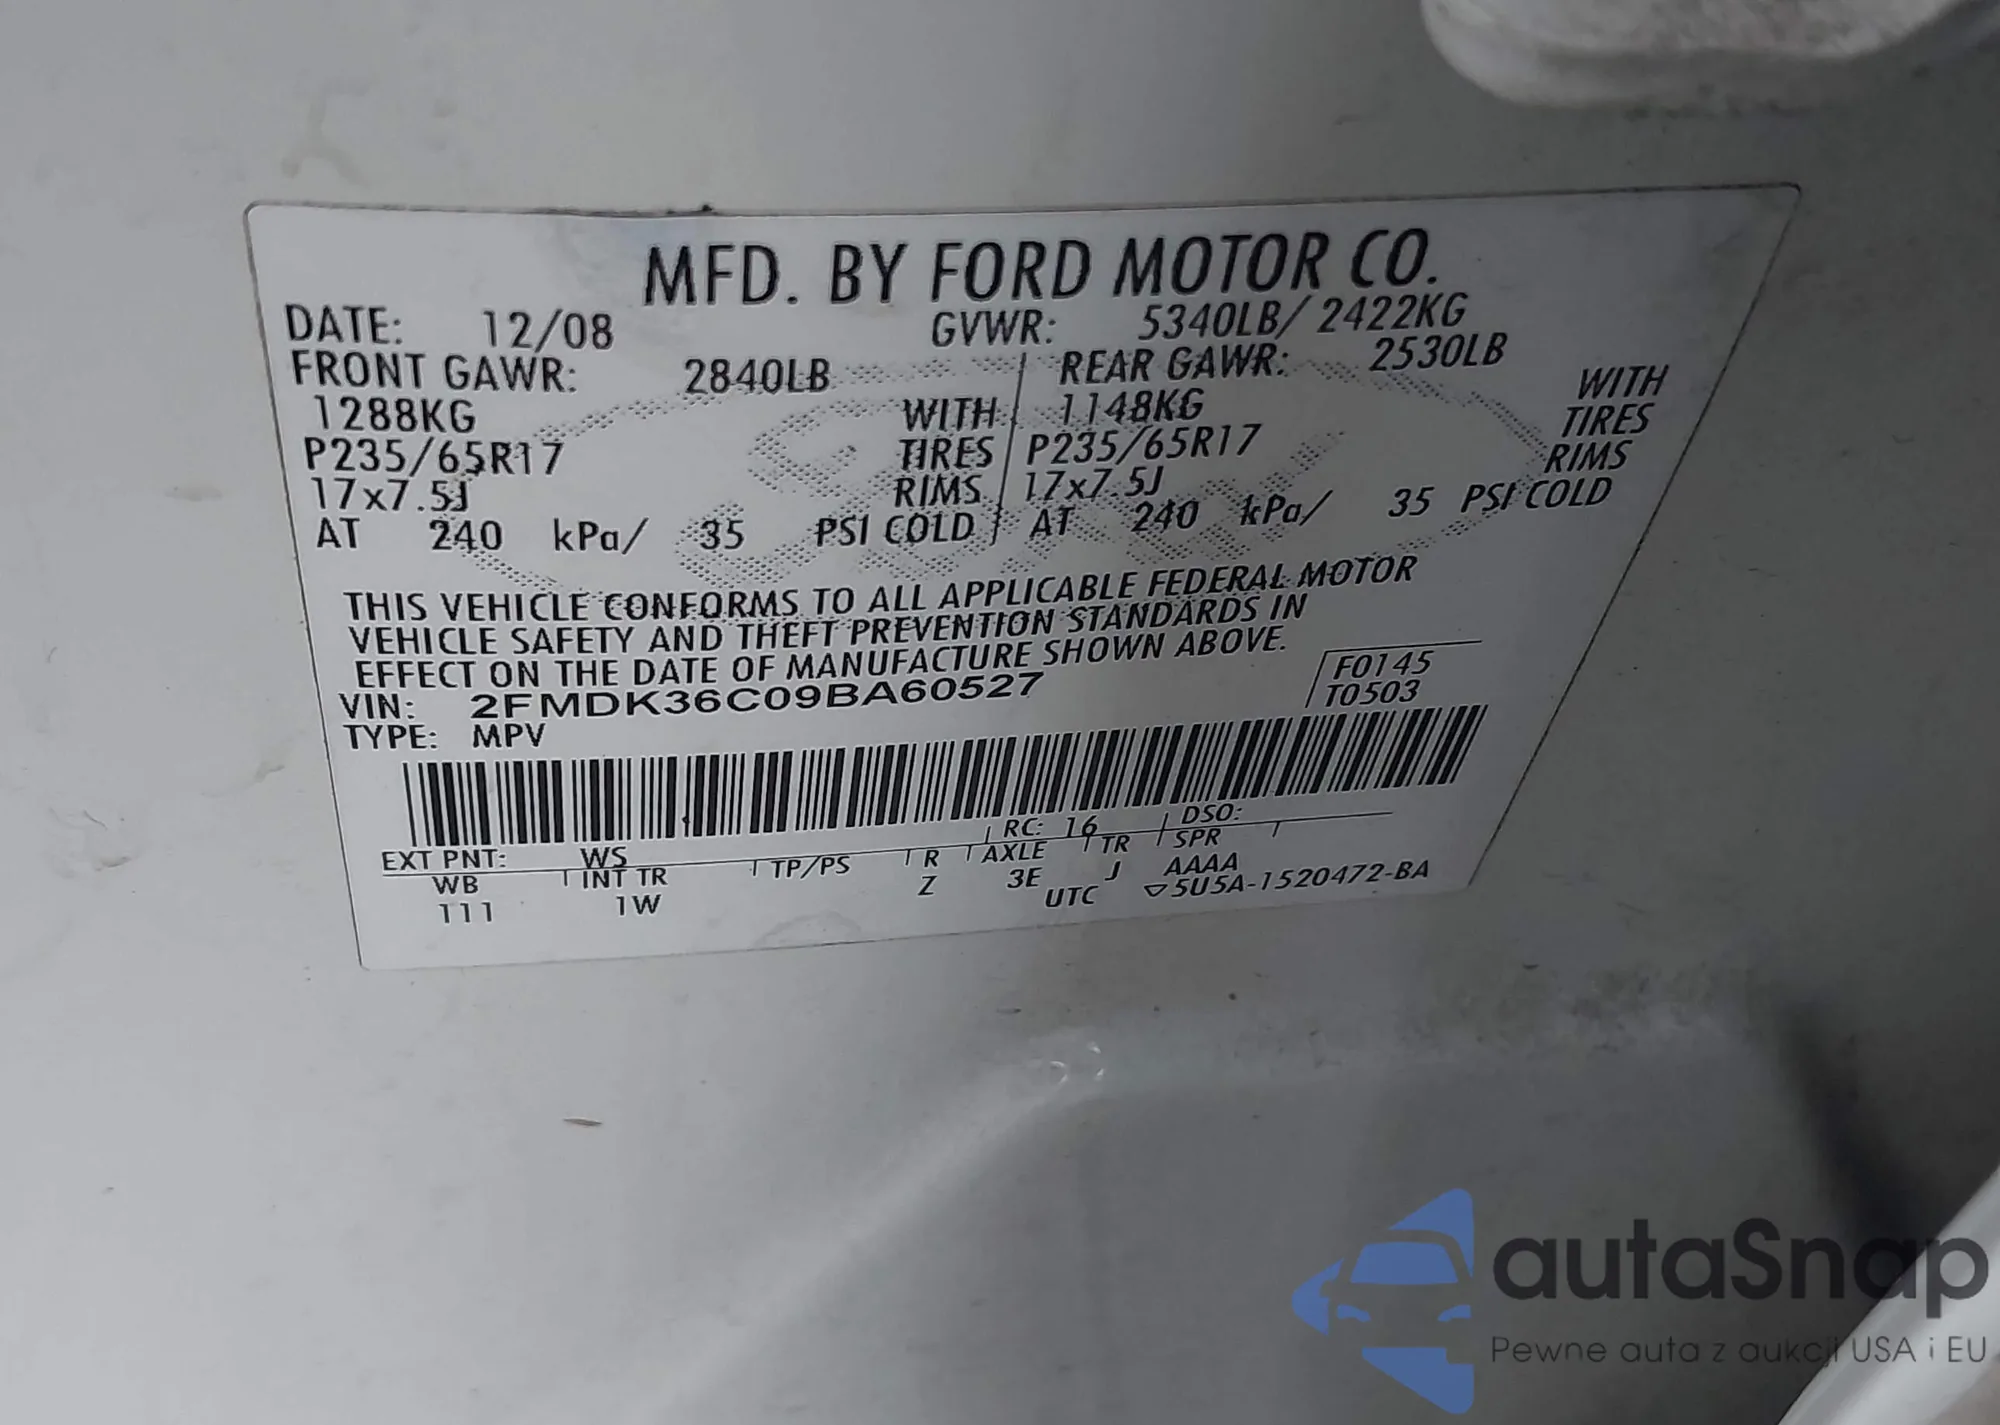 MFD. BY FORD MOTOR CO.
DATE: 12/08 GVWR: 5340LB/ 2422KG
FRONT GAWR: 2840LB REAR GAWR: 2530LB
1288KG WITH 1148KG WITH
P235/65R17 TIRES P235/65R17 TIRES
17x7.5J RIMS 17x7.5J RIMS
AT 240 kPa/ 35 PSI COLD AT 240 kPa/ 35 PSI COLD
THIS VEHICLE CONFORMS TO ALL APPLICABLE FEDERAL MOTOR
VEHICLE SAFETY AND THEFT PREVENTION STANDARDS IN
EFFECT ON THE DATE OF MANUFACTURE SHOWN ABOVE.
F0145
VIN: 2FMDK36C09BA60527 T0503
TYPE: MPV
EXT PNT: WS RC: 16 DSO:
WB INT TR TP/PS R AXLE TR SPR
111 1W Z 3E J AAAA
UTC ▽5U5A-1520472-BA
autaSnap
Pewne auta z aukcji USA i EU